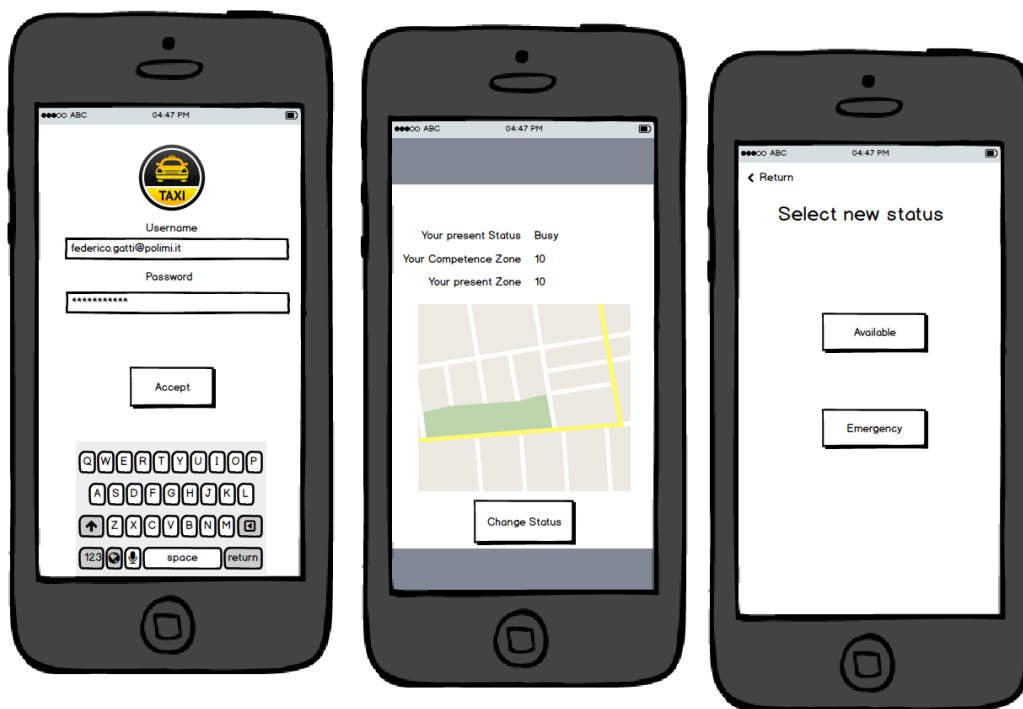 ABC 04:47 PM
TAXI
Username
federico.gatti@polimi.it
Password
***********
Accept
Q W E R T Y U I O P
A S D F G H J K L
Z X C V B N M
123 space return
ABC 04:47 PM
Your present Status Busy
Your Competence Zone 10
Your present Zone 10
Change Status
ABC 04:47 PM
Return
Select new status
Available
Emergency